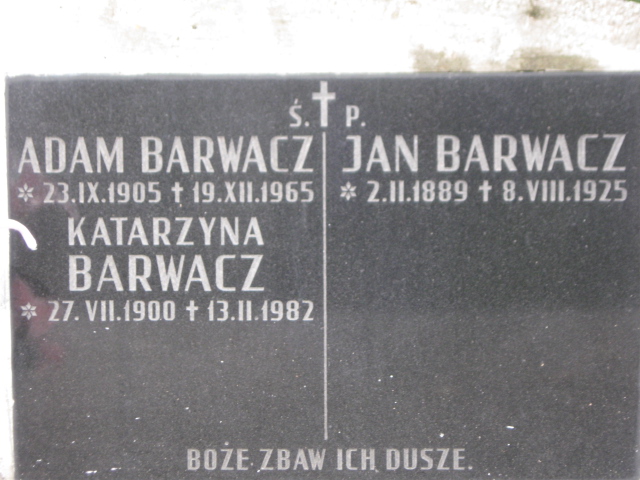 Ś. † P.
ADAM BARWACZ
* 23.IX.1905 † 19.XII.1965
KATARZYNA
BARWACZ
* 27.VII.1900 † 13.II.1982
JAN BARWACZ
* 2.II.1889 † 8.VIII.1925
BOŻE ZBAW ICH DUSZE.